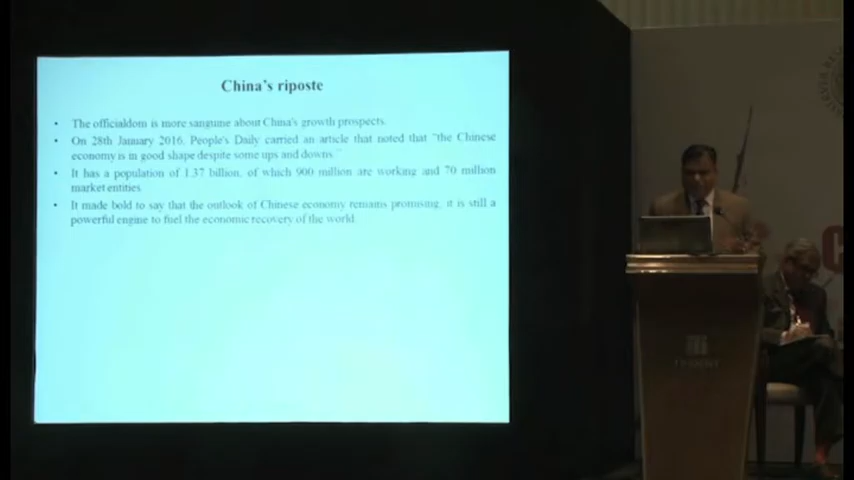 China's riposte
• The officialdom is more sanguine about China's growth prospects.
• On 28th January 2016, People's Daily carried an article that noted that "the Chinese
economy is in good shape despite some ups and downs."
• It has a population of 1.37 billion, of which 900 million are working and 70 million
market entities
• It made bold to say that the outlook of Chinese economy remains promising, it is still a
powerful engine to fuel the economic recovery of the world.